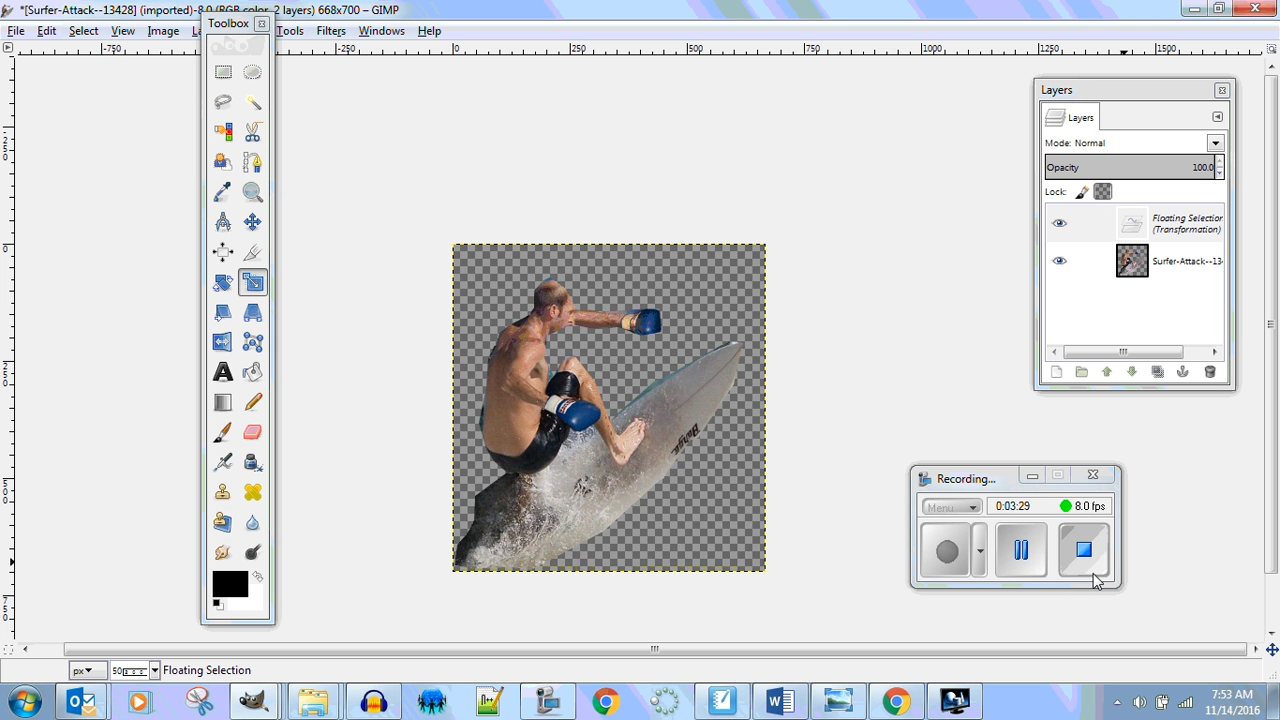 *[Surfer-Attack--13428] (imported)-8.0 (RGB color, 2 layers) 668x700 – GIMP
File Edit Select View Image Tools Filters Windows Help
Toolbox
-750 -250 0 250 500 750 1000 1250 1500
Layers
Layers
Mode: Normal
Opacity 100.0
Lock:
Floating Selection
(Transformation)
Surfer-Attack--134
Recording...
Menu 0:03:29 8.0 fps
px 50 Floating Selection
7:53 AM
11/14/2016